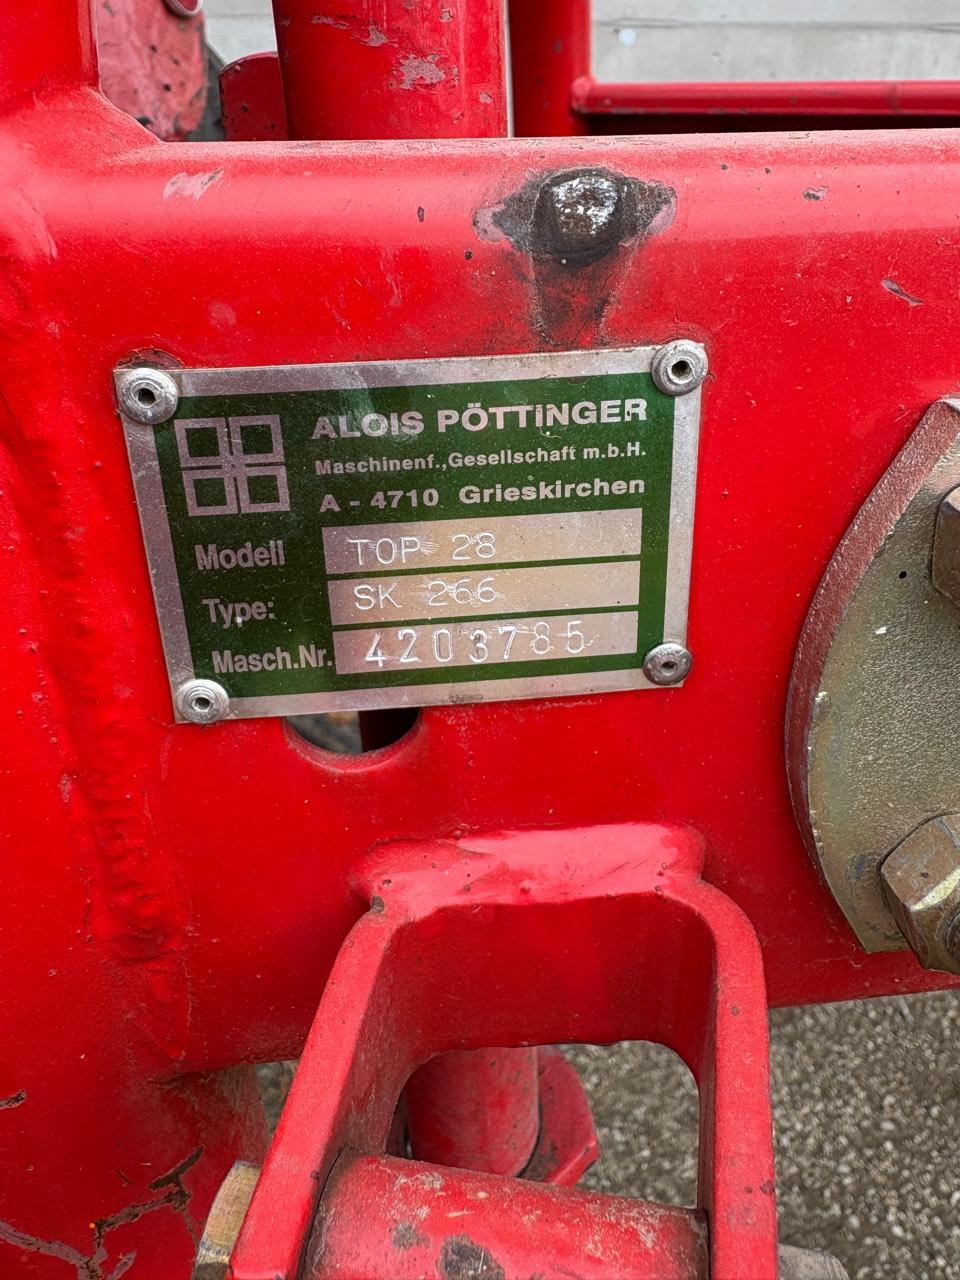 ALOIS PÖTTINGER
Maschinenf.,Gesellschaft m.b.H.
A - 4710 Grieskirchen
Modell TOP 28
Type: SK 266
Masch.Nr. 4203785